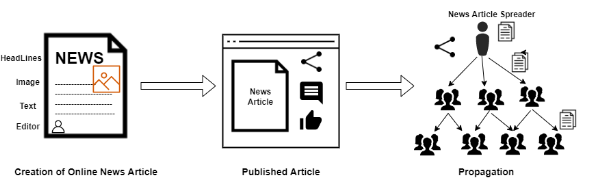 News Article Spreader
HeadLines
NEWS
Image
Text
Editor
News
Article
Creation of Online News Article
Published Article
Propagation